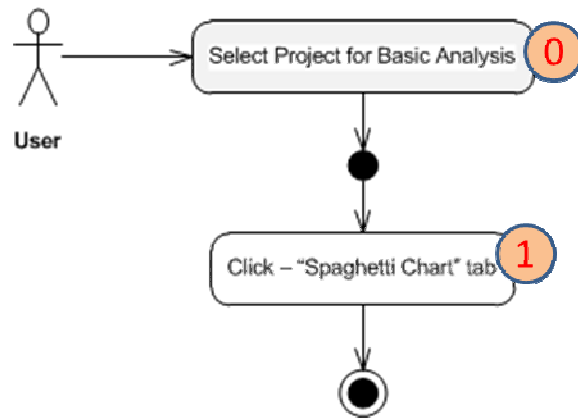 Select Project for Basic Analysis
0
User
Click – “Spaghetti Chart” tab
1